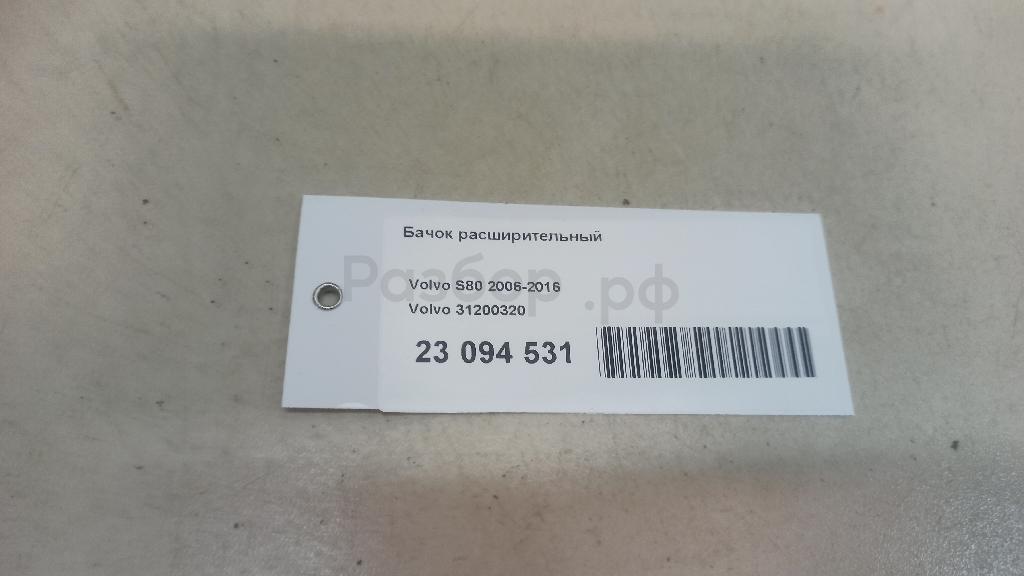 Бачок расширительный
Разбор.рф
Volvo S80 2006-2016
Volvo 31200320
23 094 531